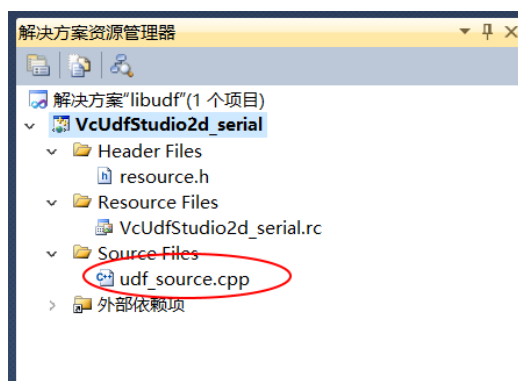 解决方案资源管理器
解决方案"libudf"(1 个项目)
VcUdfStudio2d_serial
Header Files
resource.h
Resource Files
VcUdfStudio2d_serial.rc
Source Files
udf_source.cpp
外部依赖项